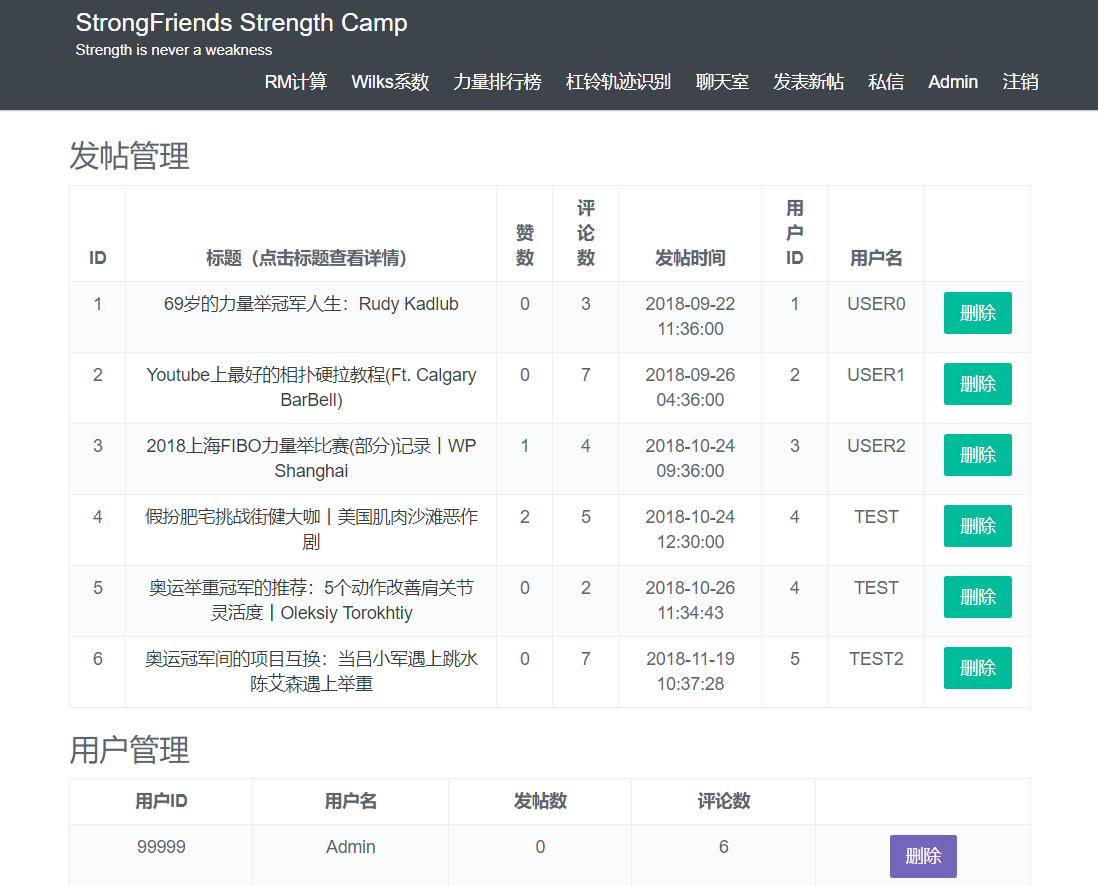 StrongFriends Strength Camp
Strength is never a weakness
RM计算 Wilks系数 力量排行榜 杠铃轨迹识别 聊天室 发表新帖 私信 Admin 注销
发帖管理
ID 标题（点击标题查看详情） 赞数 评论数 发帖时间 用户ID 用户名
1 69岁的力量举冠军人生：Rudy Kadlub 0 3 2018-09-22 11:36:00 1 USER0 删除
2 Youtube上最好的相扑硬拉教程(Ft. Calgary BarBell) 0 7 2018-09-26 04:36:00 2 USER1 删除
3 2018上海FIBO力量举比赛(部分)记录丨WP Shanghai 1 4 2018-10-24 09:36:00 3 USER2 删除
4 假扮肥宅挑战街健大咖丨美国肌肉沙滩恶作剧 2 5 2018-10-24 12:30:00 4 TEST 删除
5 奥运举重冠军的推荐：5个动作改善肩关节灵活度丨Oleksiy Torokhtiy 0 2 2018-10-26 11:34:43 4 TEST 删除
6 奥运冠军间的项目互换：当吕小军遇上跳水 陈艾森遇上举重 0 7 2018-11-19 10:37:28 5 TEST2 删除
用户管理
用户ID 用户名 发帖数 评论数
99999 Admin 0 6 删除